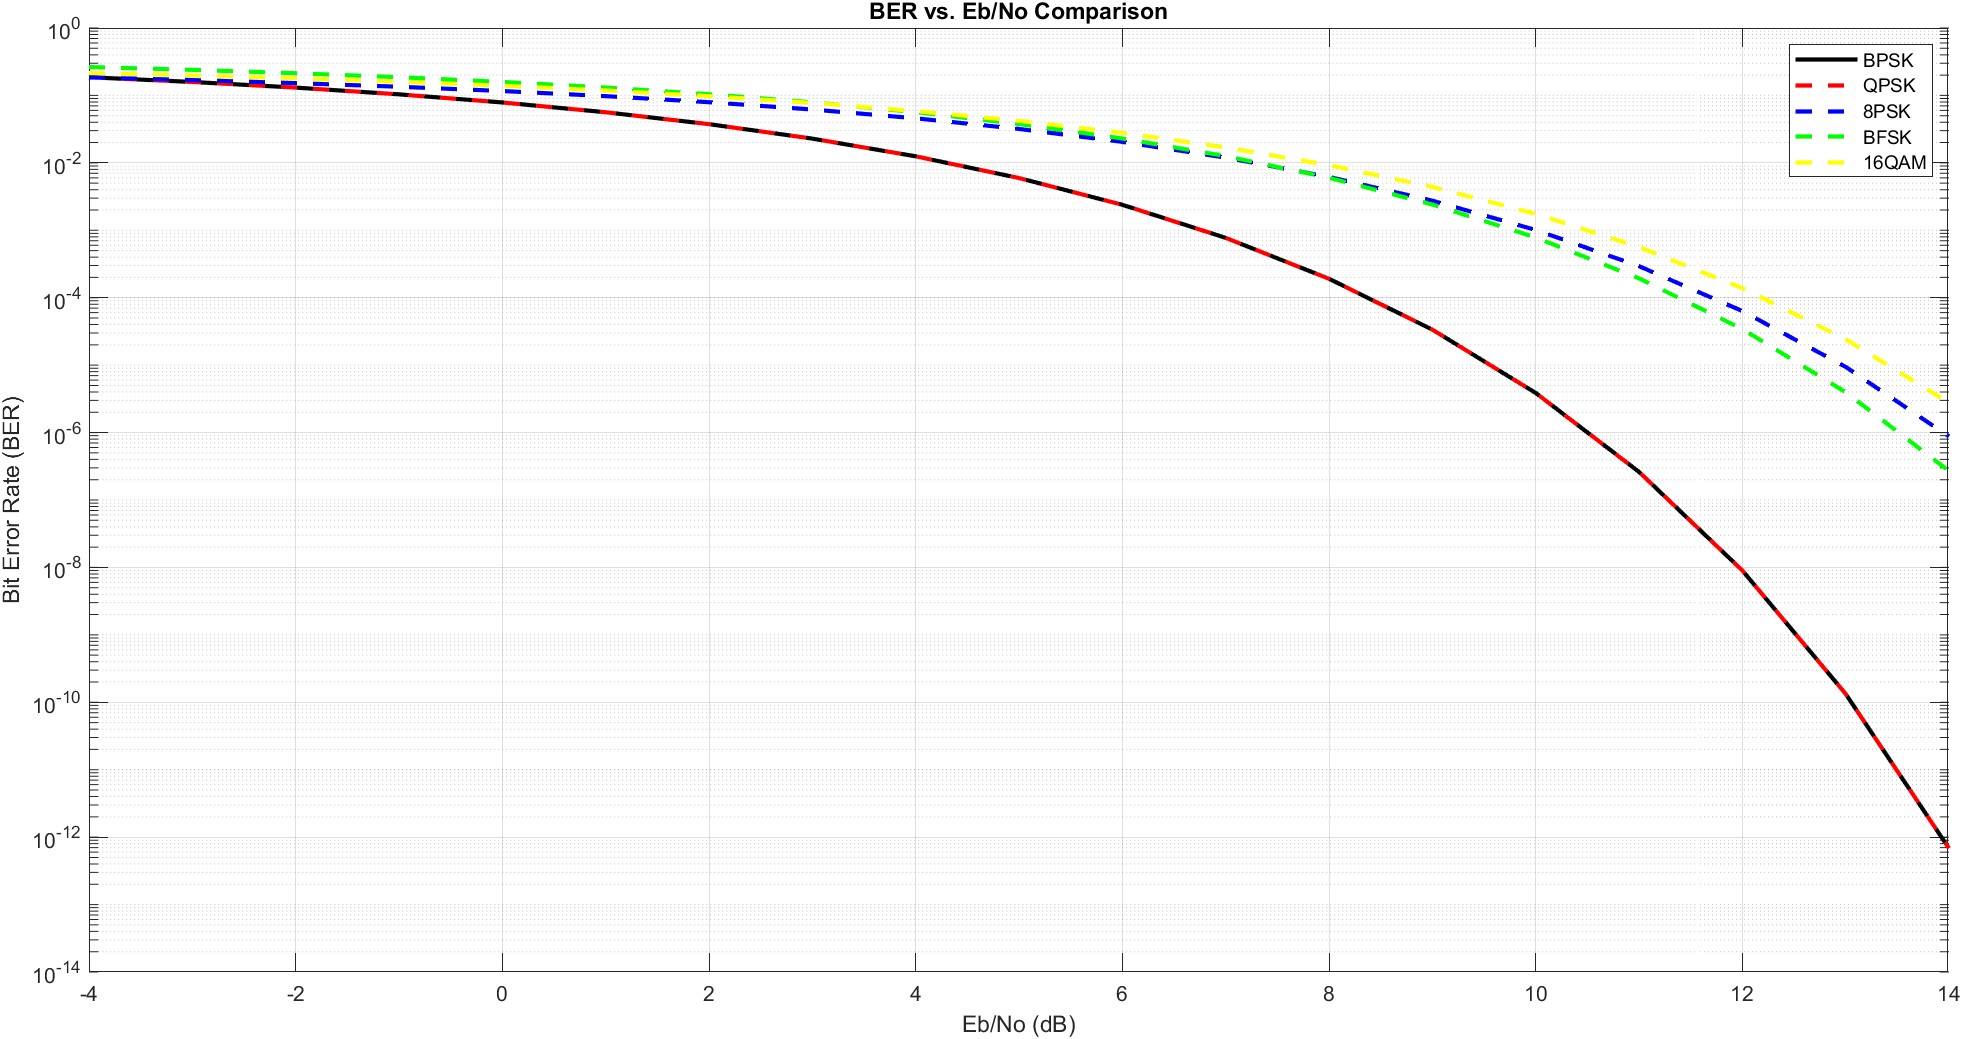 BER vs. Eb/No Comparison
10^0
10^-2
10^-4
10^-6
10^-8
10^-10
10^-12
10^-14
Bit Error Rate (BER)
BPSK
QPSK
8PSK
BFSK
16QAM
-4 -2 0 2 4 6 8 10 12 14
Eb/No (dB)